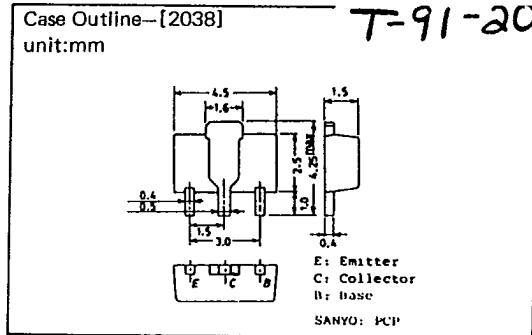 Case Outline—[2038]
T-91-20
unit:mm
4.5
1.6
1.5
2.5
4.25max
1.0
0.4
0.5
1.5
3.0
0.4
E C B
E: Emitter
C: Collector
B: Base
SANYO: PCP